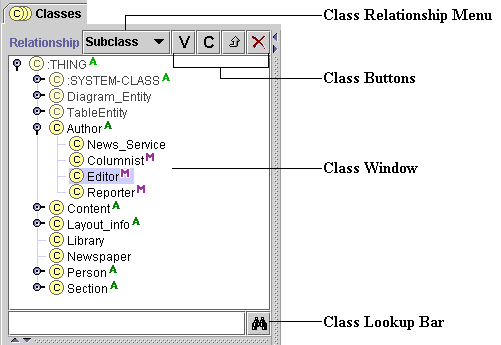 C Classes
Class Relationship Menu
Relationship Subclass V C
Class Buttons
C :THING A
C :SYSTEM-CLASS A
C Diagram_Entity
C TableEntity
C Author A
C News_Service
C Columnist M
Class Window
C Editor M
C Reporter M
C Content A
C Layout_info A
C Library
C Newspaper
C Person A
C Section A
Class Lookup Bar